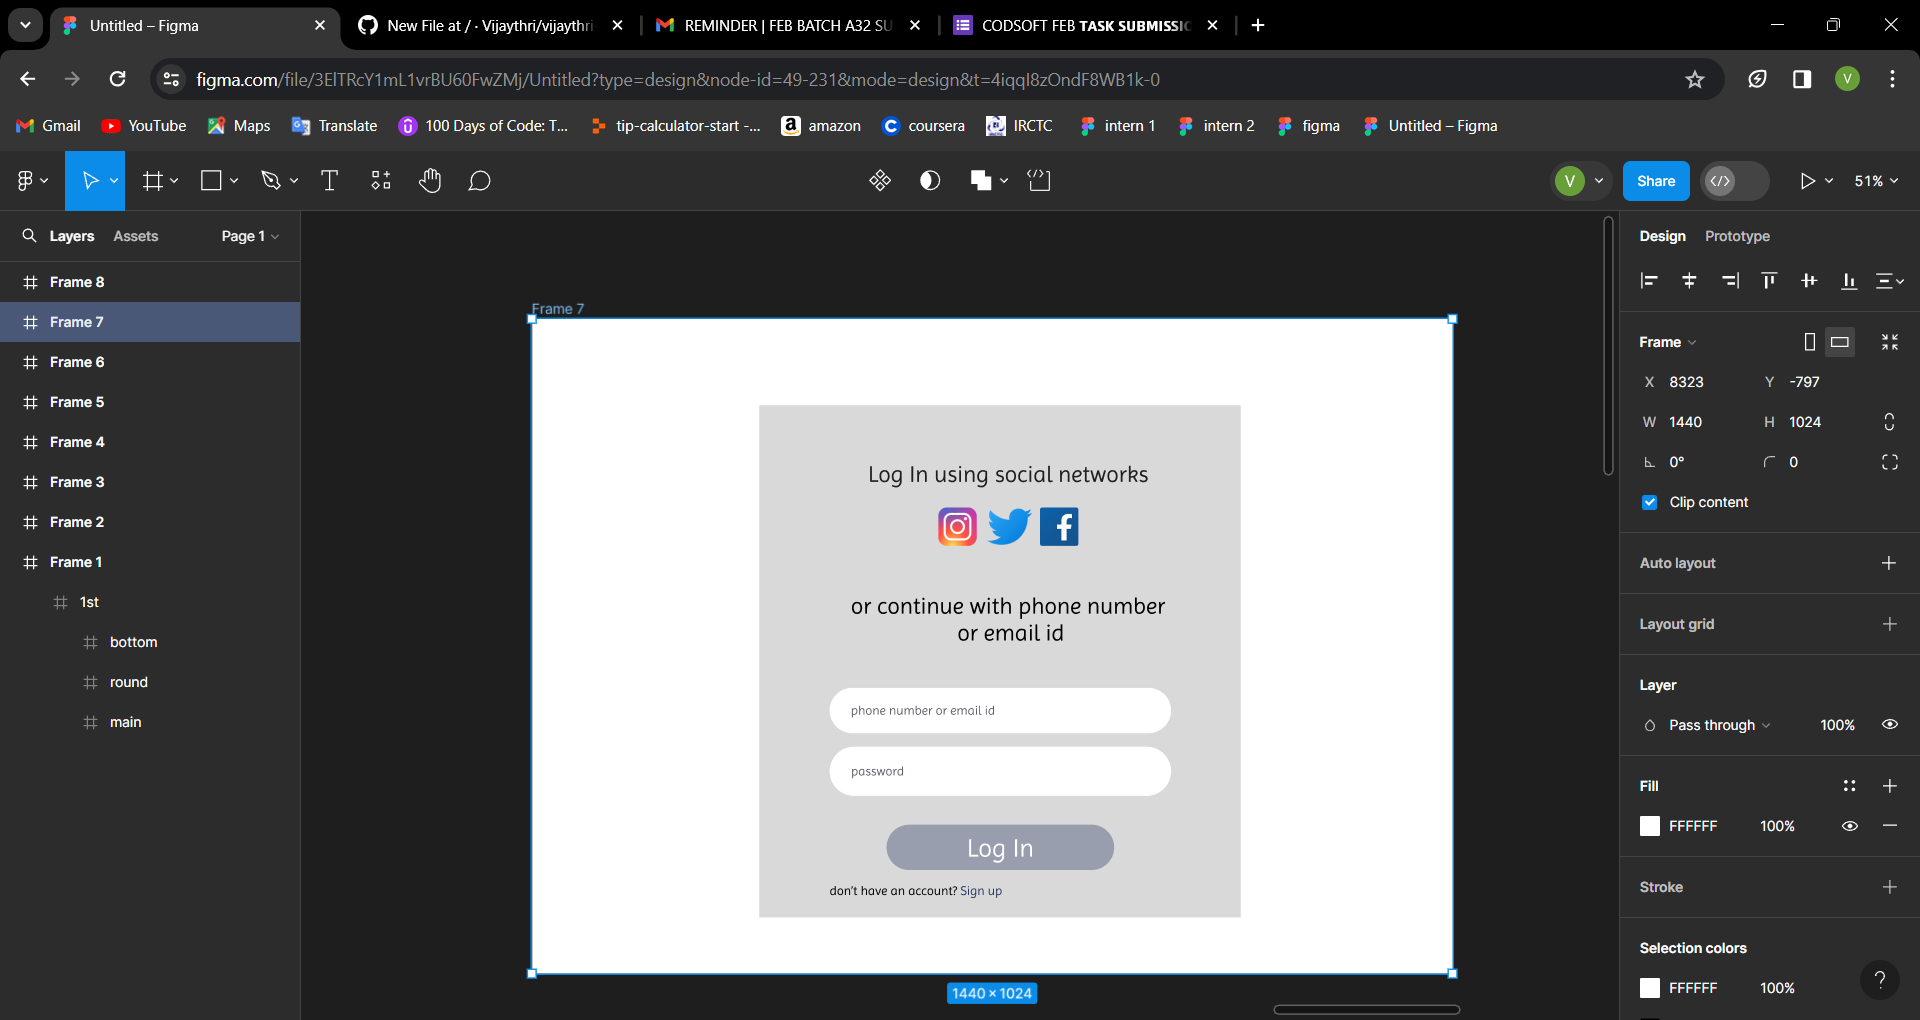 Untitled – Figma
New File at / · Vijaythri/vijaythri
REMINDER | FEB BATCH A32 SU
CODSOFT FEB TASK SUBMISSIO
figma.com/file/3ElTRcY1mL1vrBU60FwZMj/Untitled?type=design&node-id=49-231&mode=design&t=4iqql8zOndF8WB1k-0
V
Gmail
YouTube
Maps
Translate
100 Days of Code: T...
tip-calculator-start -...
amazon
coursera
IRCTC
intern 1
intern 2
figma
Untitled – Figma
V
Share
51%
Layers
Assets
Page 1
Design
Prototype
Frame 8
Frame 7
Frame 6
Frame 5
Frame 4
Frame 3
Frame 2
Frame 1
1st
bottom
round
main
Frame 7
Log In using social networks
or continue with phone number
or email id
phone number or email id
password
Log In
don't have an account? Sign up
1440 × 1024
Frame
X 8323
Y -797
W 1440
H 1024
0°
0
Clip content
Auto layout
Layout grid
Layer
Pass through
100%
Fill
FFFFFF
100%
Stroke
Selection colors
FFFFFF
100%
?